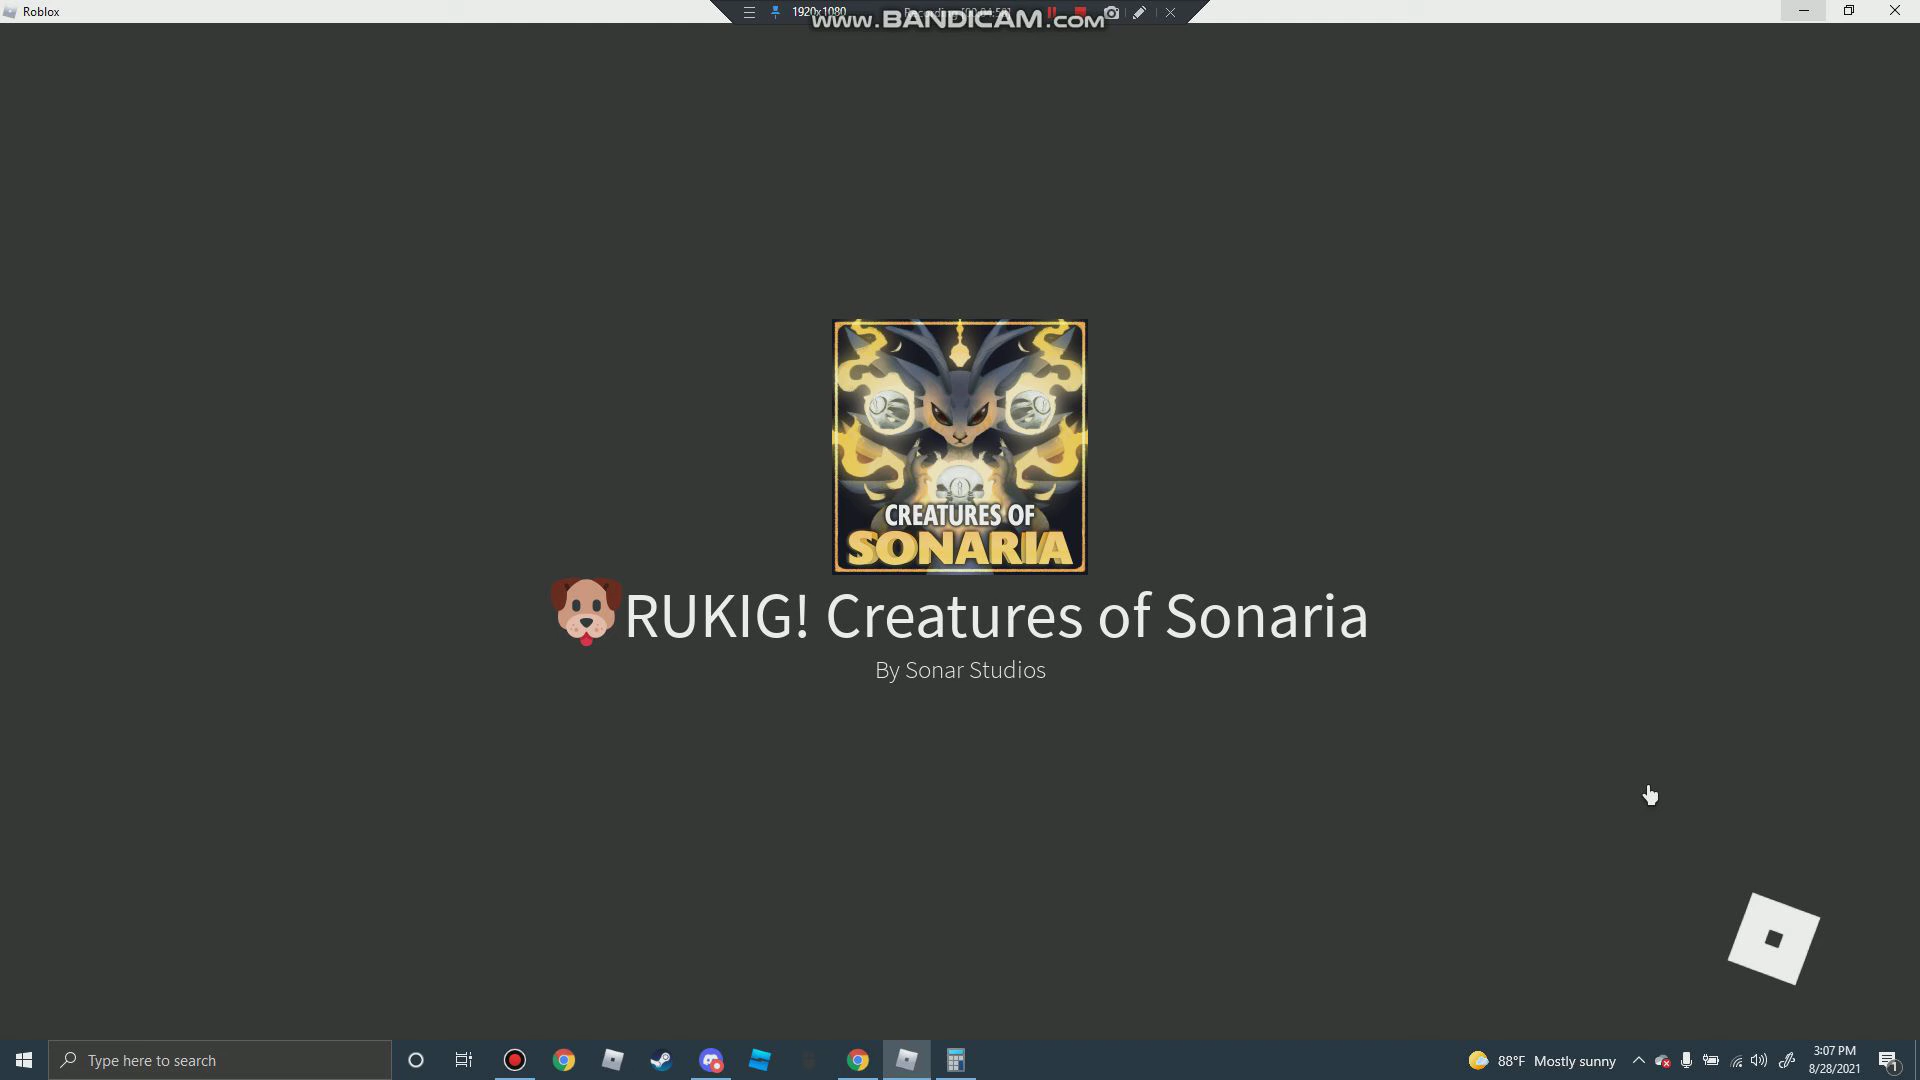 Roblox
1920x1080
www.BANDICAM.com
CREATURES OF
SONARIA
RUKIG! Creatures of Sonaria
By Sonar Studios
Type here to search
88°F Mostly sunny
3:07 PM
8/28/2021
1